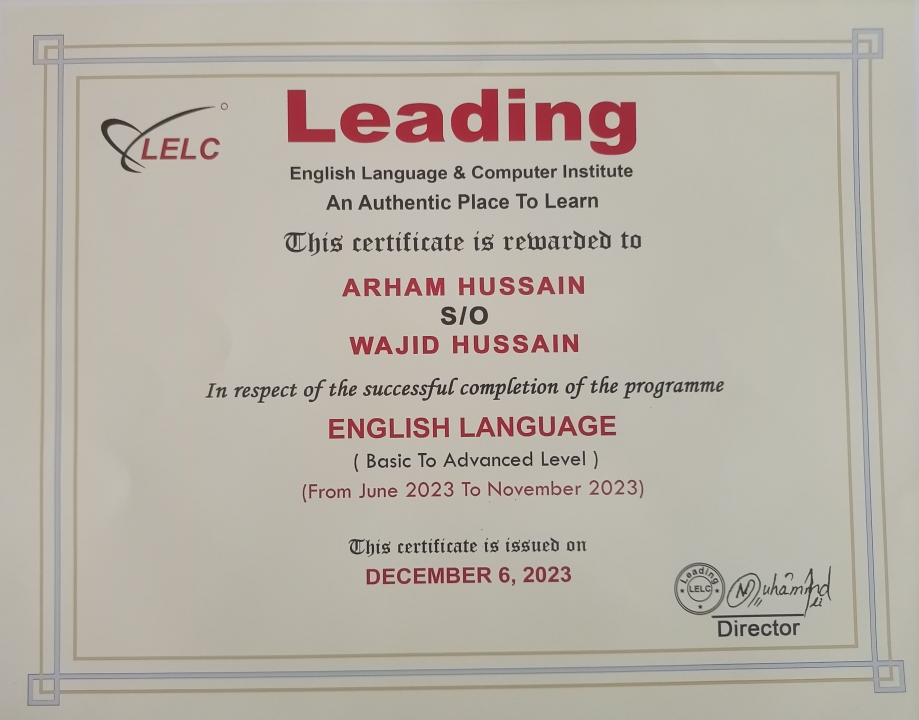 LELC
Leading
English Language & Computer Institute
An Authentic Place To Learn
This certificate is rewarded to
ARHAM HUSSAIN
S/O
WAJID HUSSAIN
In respect of the successful completion of the programme
ENGLISH LANGUAGE
( Basic To Advanced Level )
(From June 2023 To November 2023)
This certificate is issued on
DECEMBER 6, 2023
Leading
LELC
Director